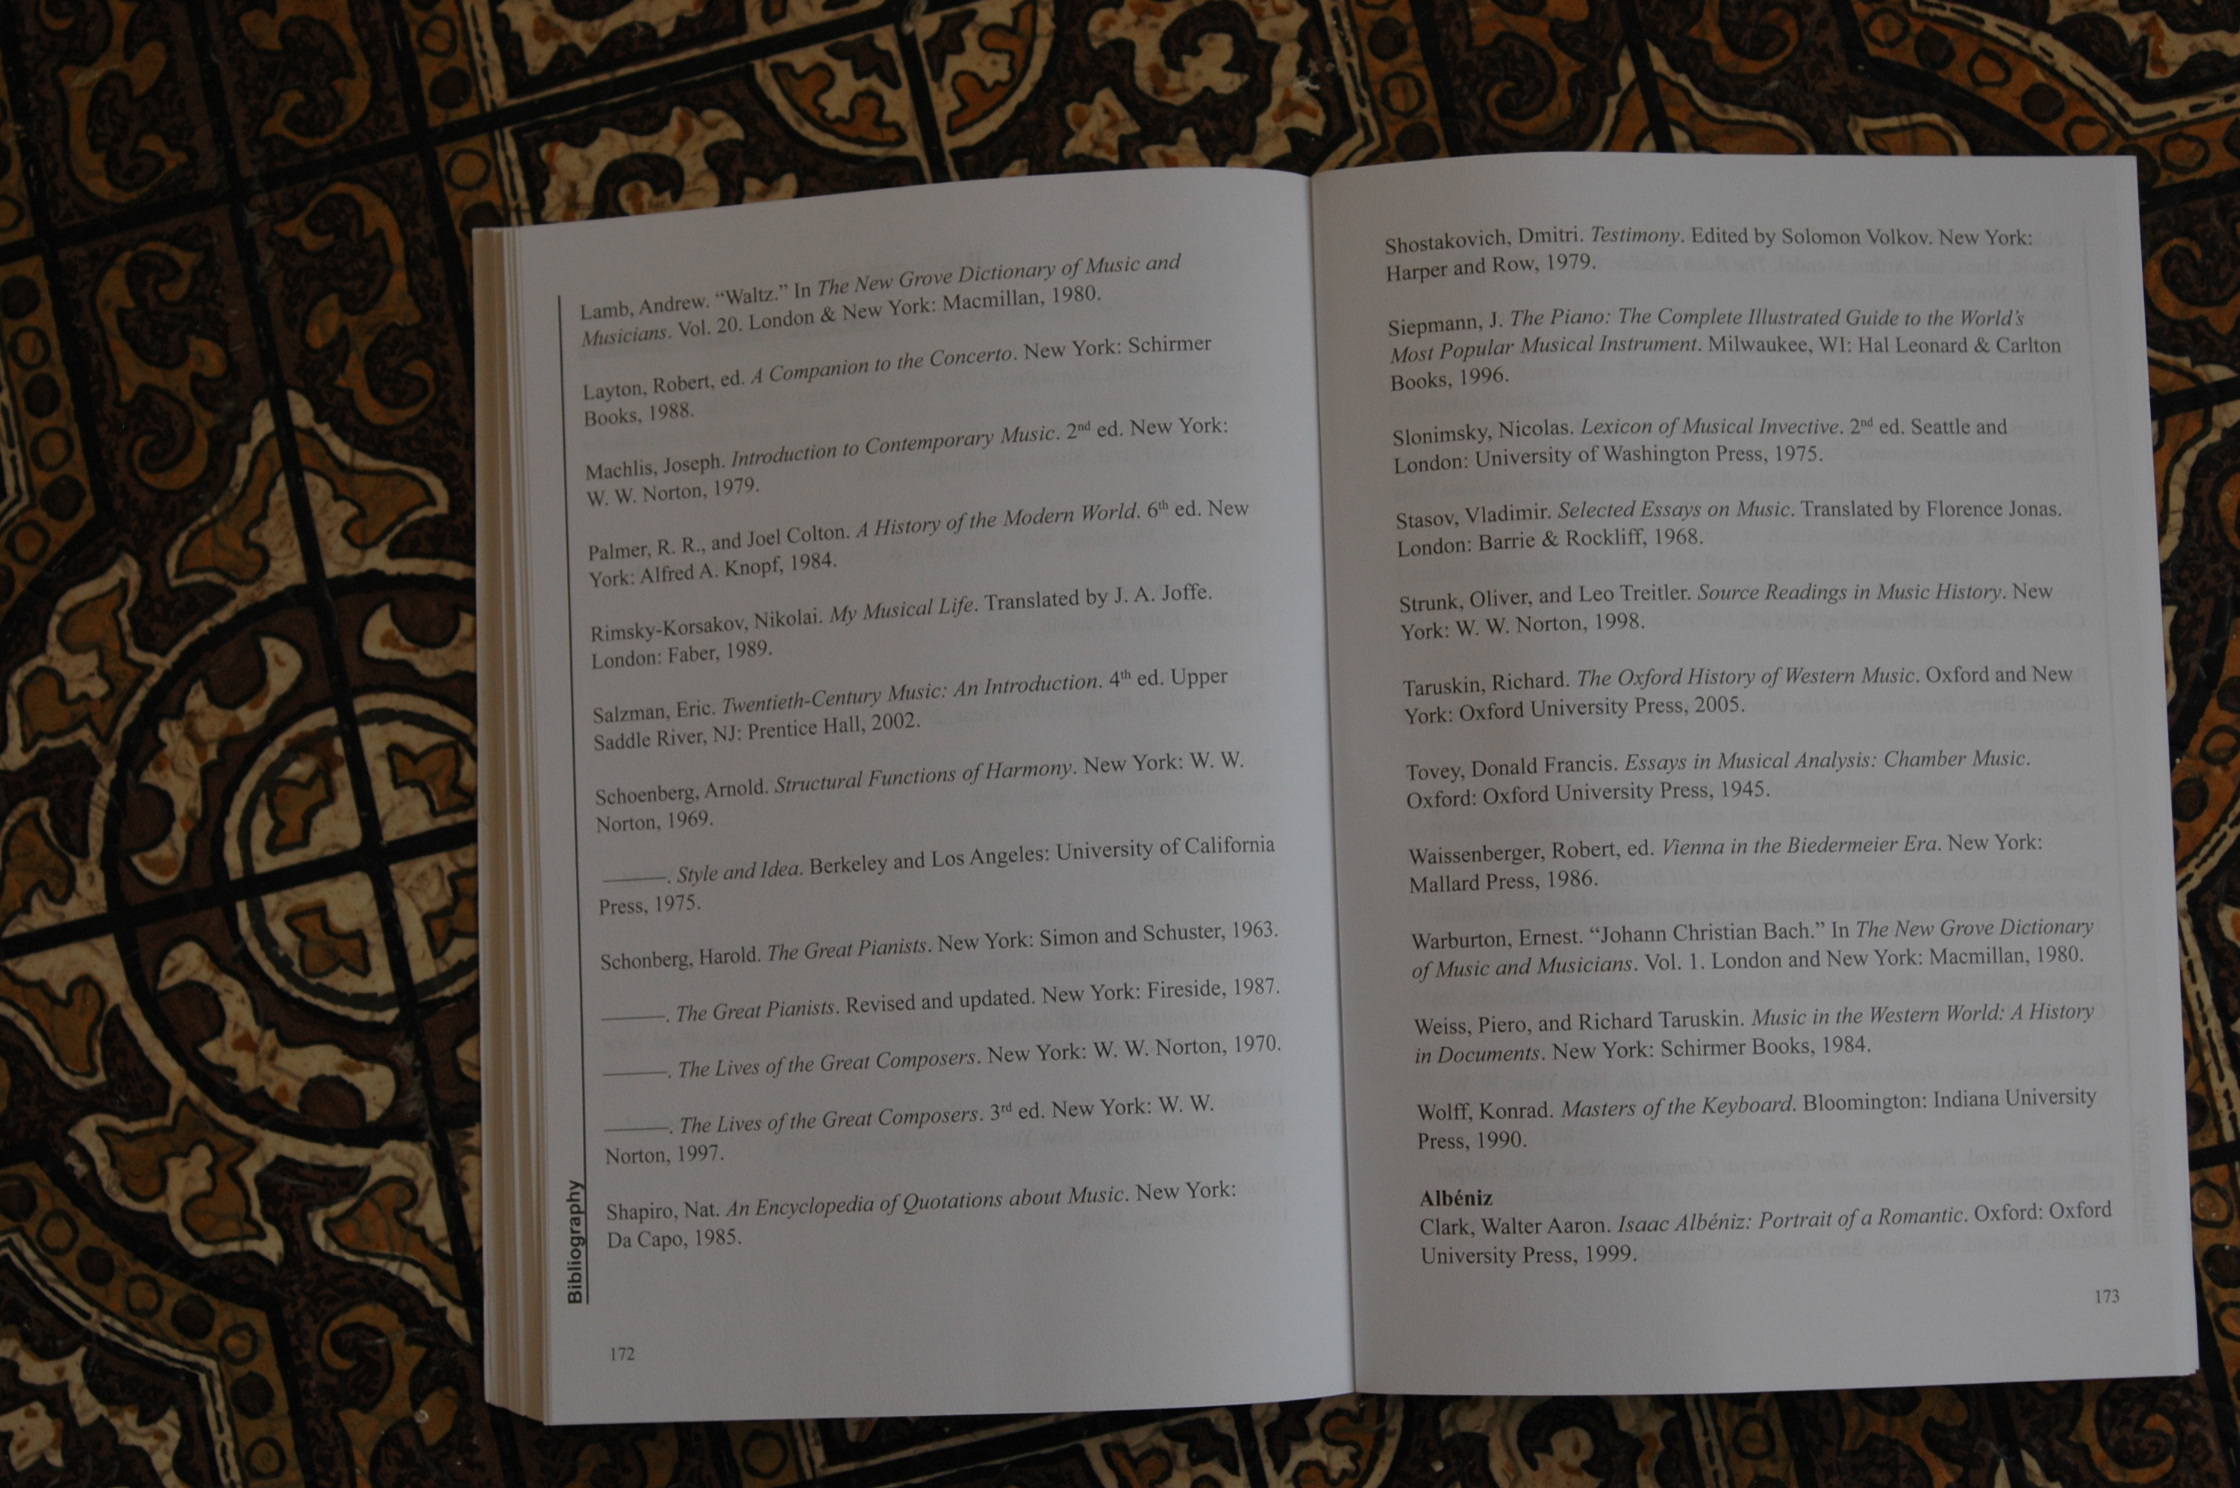 Bibliography
Lamb, Andrew. “Waltz.” In The New Grove Dictionary of Music and
Musicians. Vol. 20. London & New York: Macmillan, 1980.
Layton, Robert, ed. A Companion to the Concerto. New York: Schirmer
Books, 1988.
Machlis, Joseph. Introduction to Contemporary Music. 2nd ed. New York:
W. W. Norton, 1979.
Palmer, R. R., and Joel Colton. A History of the Modern World. 6th ed. New
York: Alfred A. Knopf, 1984.
Rimsky-Korsakov, Nikolai. My Musical Life. Translated by J. A. Joffe.
London: Faber, 1989.
Salzman, Eric. Twentieth-Century Music: An Introduction. 4th ed. Upper
Saddle River, NJ: Prentice Hall, 2002.
Schoenberg, Arnold. Structural Functions of Harmony. New York: W. W.
Norton, 1969.
———. Style and Idea. Berkeley and Los Angeles: University of California
Press, 1975.
Schonberg, Harold. The Great Pianists. New York: Simon and Schuster, 1963.
———. The Great Pianists. Revised and updated. New York: Fireside, 1987.
———. The Lives of the Great Composers. New York: W. W. Norton, 1970.
———. The Lives of the Great Composers. 3rd ed. New York: W. W.
Norton, 1997.
Shapiro, Nat. An Encyclopedia of Quotations about Music. New York:
Da Capo, 1985.
172
Shostakovich, Dmitri. Testimony. Edited by Solomon Volkov. New York:
Harper and Row, 1979.
Siepmann, J. The Piano: The Complete Illustrated Guide to the World's
Most Popular Musical Instrument. Milwaukee, WI: Hal Leonard & Carlton
Books, 1996.
Slonimsky, Nicolas. Lexicon of Musical Invective. 2nd ed. Seattle and
London: University of Washington Press, 1975.
Stasov, Vladimir. Selected Essays on Music. Translated by Florence Jonas.
London: Barrie & Rockliff, 1968.
Strunk, Oliver, and Leo Treitler. Source Readings in Music History. New
York: W. W. Norton, 1998.
Taruskin, Richard. The Oxford History of Western Music. Oxford and New
York: Oxford University Press, 2005.
Tovey, Donald Francis. Essays in Musical Analysis: Chamber Music.
Oxford: Oxford University Press, 1945.
Waissenberger, Robert, ed. Vienna in the Biedermeier Era. New York:
Mallard Press, 1986.
Warburton, Ernest. “Johann Christian Bach.” In The New Grove Dictionary
of Music and Musicians. Vol. 1. London and New York: Macmillan, 1980.
Weiss, Piero, and Richard Taruskin. Music in the Western World: A History
in Documents. New York: Schirmer Books, 1984.
Wolff, Konrad. Masters of the Keyboard. Bloomington: Indiana University
Press, 1990.
Albéniz
Clark, Walter Aaron. Isaac Albéniz: Portrait of a Romantic. Oxford: Oxford
University Press, 1999.
173